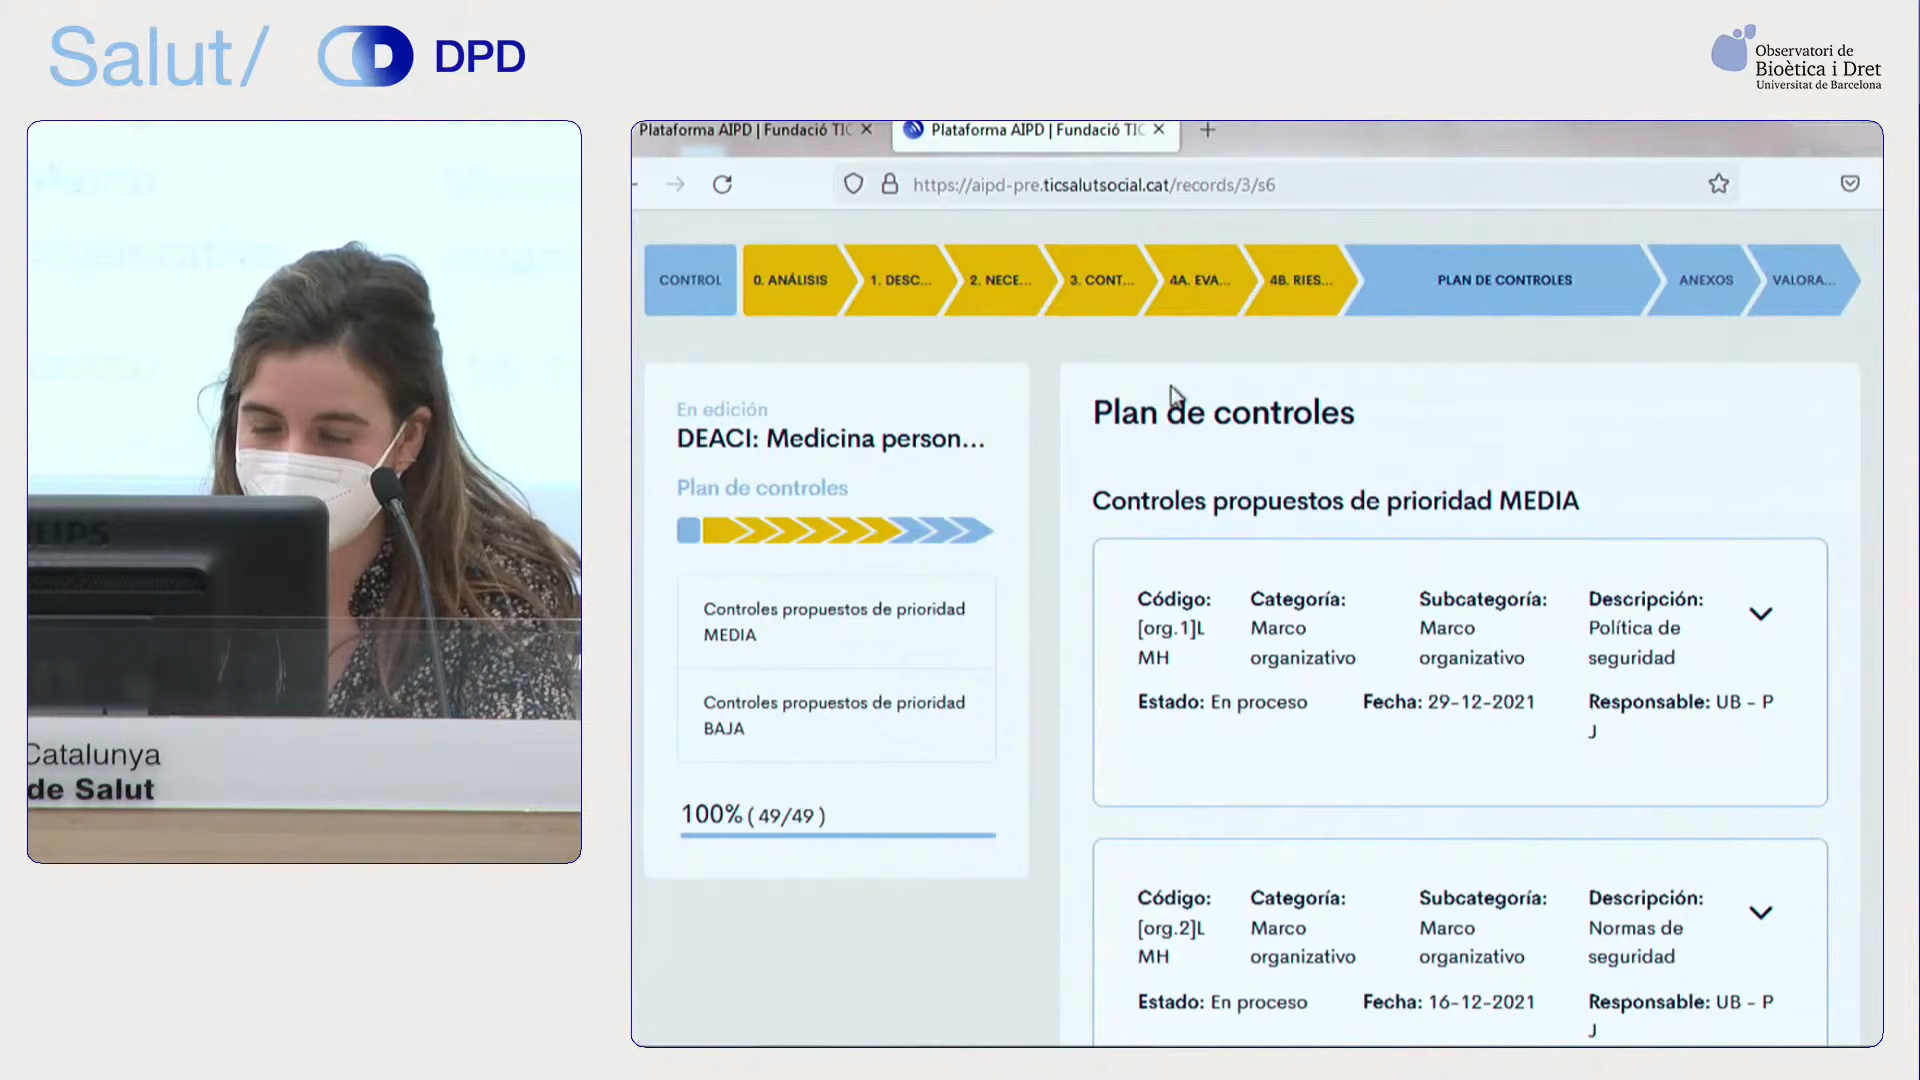 Salut/ D DPD
Observatori de
Bioètica i Dret
Universitat de Barcelona
Catalunya
de Salut
Plataforma AIPD | Fundació TIC
Plataforma AIPD | Fundació TIC
https://aipd-pre.ticsalutsocial.cat/records/3/s6
CONTROL 0. ANÁLISIS 1. DESC... 2. NECE... 3. CONT... 4A. EVA... 4B. RIES... PLAN DE CONTROLES ANEXOS VALORA...
En edición
DEACI: Medicina person...
Plan de controles
Controles propuestos de prioridad
MEDIA
Controles propuestos de prioridad
BAJA
100% ( 49/49 )
Plan de controles
Controles propuestos de prioridad MEDIA
Código: Categoría: Subcategoría: Descripción:
[org.1]L Marco Marco Política de
MH organizativo organizativo seguridad
Estado: En proceso Fecha: 29-12-2021 Responsable: UB - P
J
Código: Categoría: Subcategoría: Descripción:
[org.2]L Marco Marco Normas de
MH organizativo organizativo seguridad
Estado: En proceso Fecha: 16-12-2021 Responsable: UB - P
J